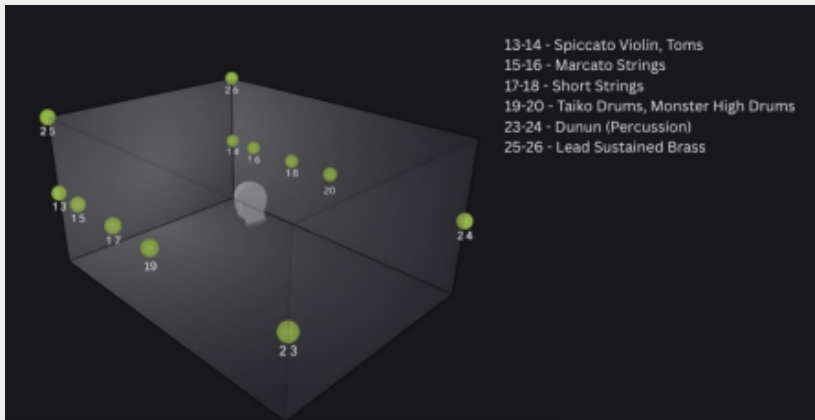 13-14 - Spiccato Violin, Toms
15-16 - Marcato Strings
17-18 - Short Strings
19-20 - Taiko Drums, Monster High Drums
23-24 - Dunun (Percussion)
25-26 - Lead Sustained Brass
26
25
14 16
18
20
13
15
17
19
24
23